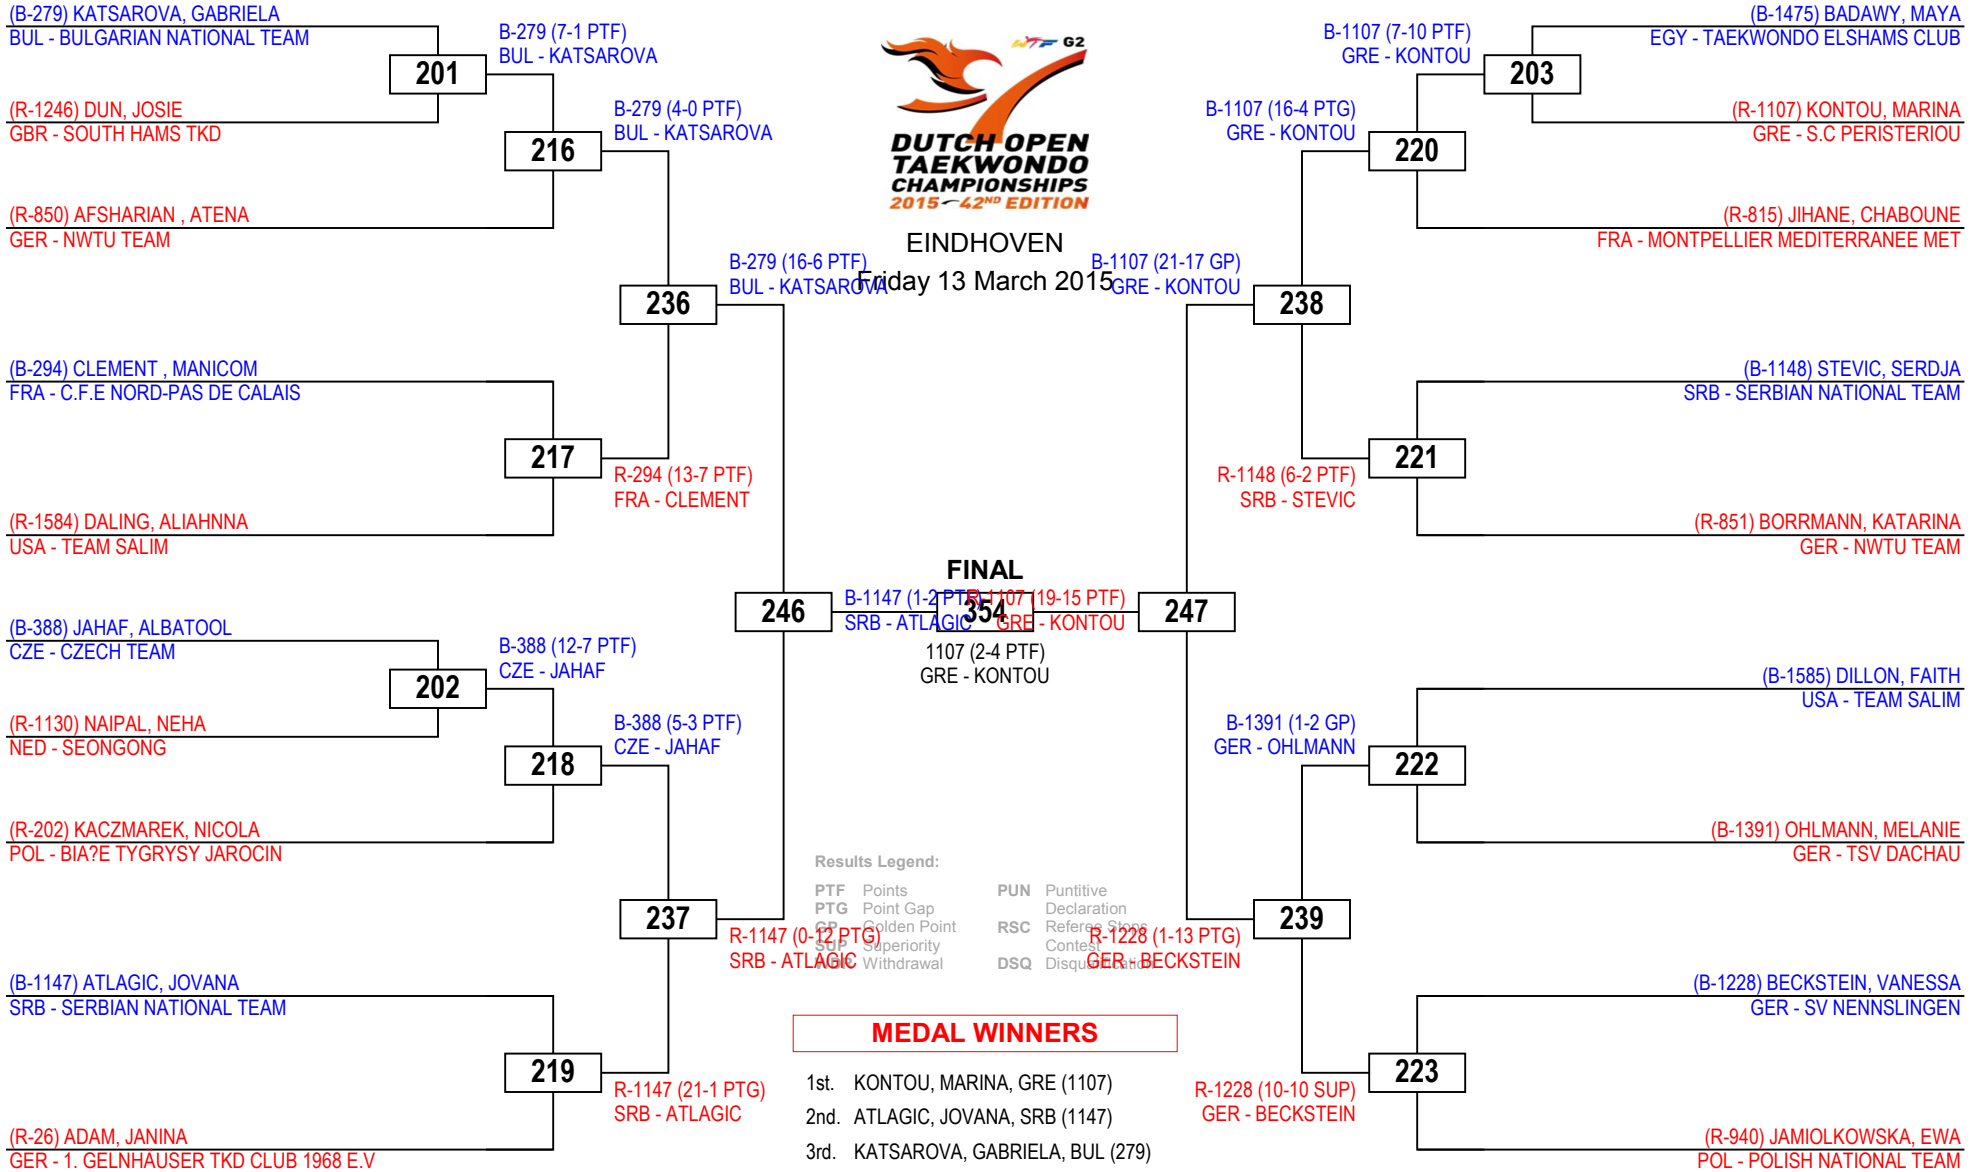 (B-279) KATSAROVA, GABRIELA
BUL - BULGARIAN NATIONAL TEAM
201
(R-1246) DUN, JOSIE
GBR - SOUTH HAMS TKD
B-279 (7-1 PTF)
BUL - KATSAROVA
216
(R-850) AFSHARIAN , ATENA
GER - NWTU TEAM
B-279 (4-0 PTF)
BUL - KATSAROVA
236
(B-294) CLEMENT , MANICOM
FRA - C.F.E NORD-PAS DE CALAIS
217
(R-1584) DALING, ALIAHNNA
USA - TEAM SALIM
R-294 (13-7 PTF)
FRA - CLEMENT
B-279 (16-6 PTF)
BUL - KATSAROVA
246
(B-388) JAHAF, ALBATOOL
CZE - CZECH TEAM
202
(R-1130) NAIPAL, NEHA
NED - SEONGONG
B-388 (12-7 PTF)
CZE - JAHAF
218
(R-202) KACZMAREK, NICOLA
POL - BIA?E TYGRYSY JAROCIN
B-388 (5-3 PTF)
CZE - JAHAF
237
(B-1147) ATLAGIC, JOVANA
SRB - SERBIAN NATIONAL TEAM
219
(R-26) ADAM, JANINA
GER - 1. GELNHAUSER TKD CLUB 1968 E.V
R-1147 (21-1 PTG)
SRB - ATLAGIC
R-1147 (0-12 PTG)
SRB - ATLAGIC
WTF G2
DUTCH OPEN
TAEKWONDO
CHAMPIONSHIPS
2015 - 42ND EDITION
EINDHOVEN
Friday 13 March 2015
FINAL
B-1147 (1-2 PTF)
SRB - ATLAGIC
354
R-1107 (19-15 PTF)
GRE - KONTOU
1107 (2-4 PTF)
GRE - KONTOU
(B-1475) BADAWY, MAYA
EGY - TAEKWONDO ELSHAMS CLUB
203
(R-1107) KONTOU, MARINA
GRE - S.C PERISTERIOU
B-1107 (7-10 PTF)
GRE - KONTOU
220
(R-815) JIHANE, CHABOUNE
FRA - MONTPELLIER MEDITERRANEE MET
B-1107 (16-4 PTG)
GRE - KONTOU
238
(B-1148) STEVIC, SERDJA
SRB - SERBIAN NATIONAL TEAM
221
(R-851) BORRMANN, KATARINA
GER - NWTU TEAM
R-1148 (6-2 PTF)
SRB - STEVIC
B-1107 (21-17 GP)
GRE - KONTOU
247
(B-1585) DILLON, FAITH
USA - TEAM SALIM
222
(B-1391) OHLMANN, MELANIE
GER - TSV DACHAU
B-1391 (1-2 GP)
GER - OHLMANN
239
(B-1228) BECKSTEIN, VANESSA
GER - SV NENNSLINGEN
223
(R-940) JAMIOLKOWSKA, EWA
POL - POLISH NATIONAL TEAM
R-1228 (10-10 SUP)
GER - BECKSTEIN
R-1228 (1-13 PTG)
GER - BECKSTEIN
Results Legend:
PTF Points
PTG Point Gap
GP Golden Point
SUP Superiority
WDR Withdrawal
PUN Puntitive
Declaration
RSC Referee Stops
Contest
DSQ Disqualification
MEDAL WINNERS
1st. KONTOU, MARINA, GRE (1107)
2nd. ATLAGIC, JOVANA, SRB (1147)
3rd. KATSAROVA, GABRIELA, BUL (279)